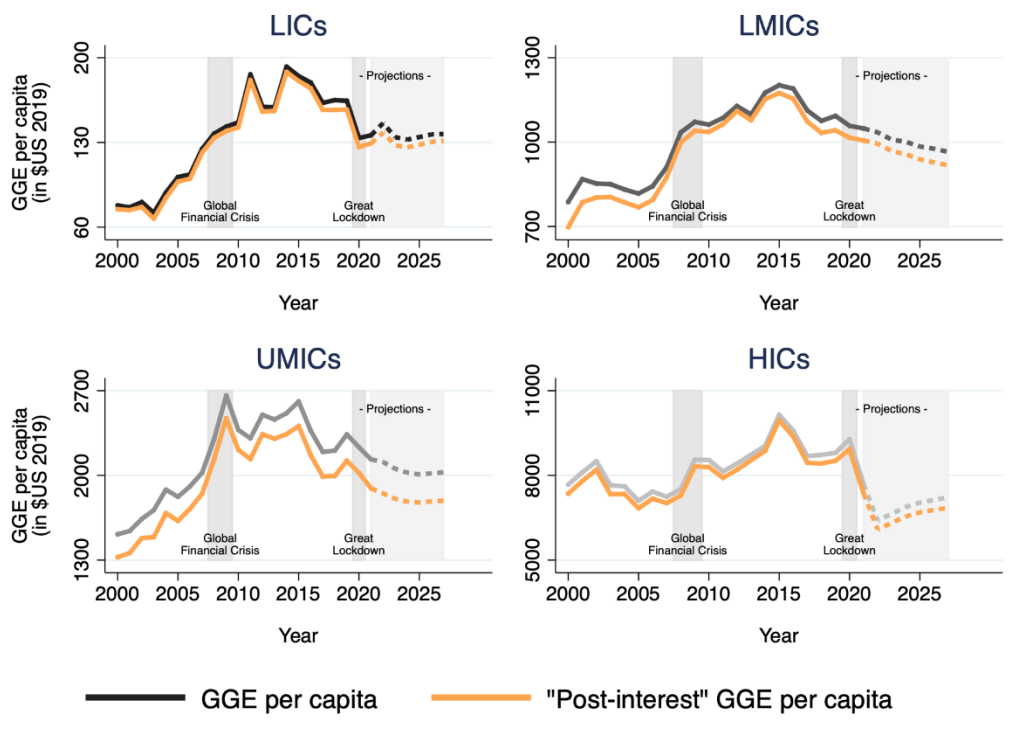 LICs
GGE per capita
(in $US 2019)
200
130
60
- Projections -
Global
Financial Crisis
Great
Lockdown
2000 2005 2010 2015 2020 2025
Year
LMICs
1300
1000
700
- Projections -
Global
Financial Crisis
Great
Lockdown
2000 2005 2010 2015 2020 2025
Year
UMICs
GGE per capita
(in $US 2019)
2700
2000
1300
- Projections -
Global
Financial Crisis
Great
Lockdown
2000 2005 2010 2015 2020 2025
Year
HICs
11000
8000
5000
- Projections -
Global
Financial Crisis
Great
Lockdown
2000 2005 2010 2015 2020 2025
Year
GGE per capita
"Post-interest" GGE per capita